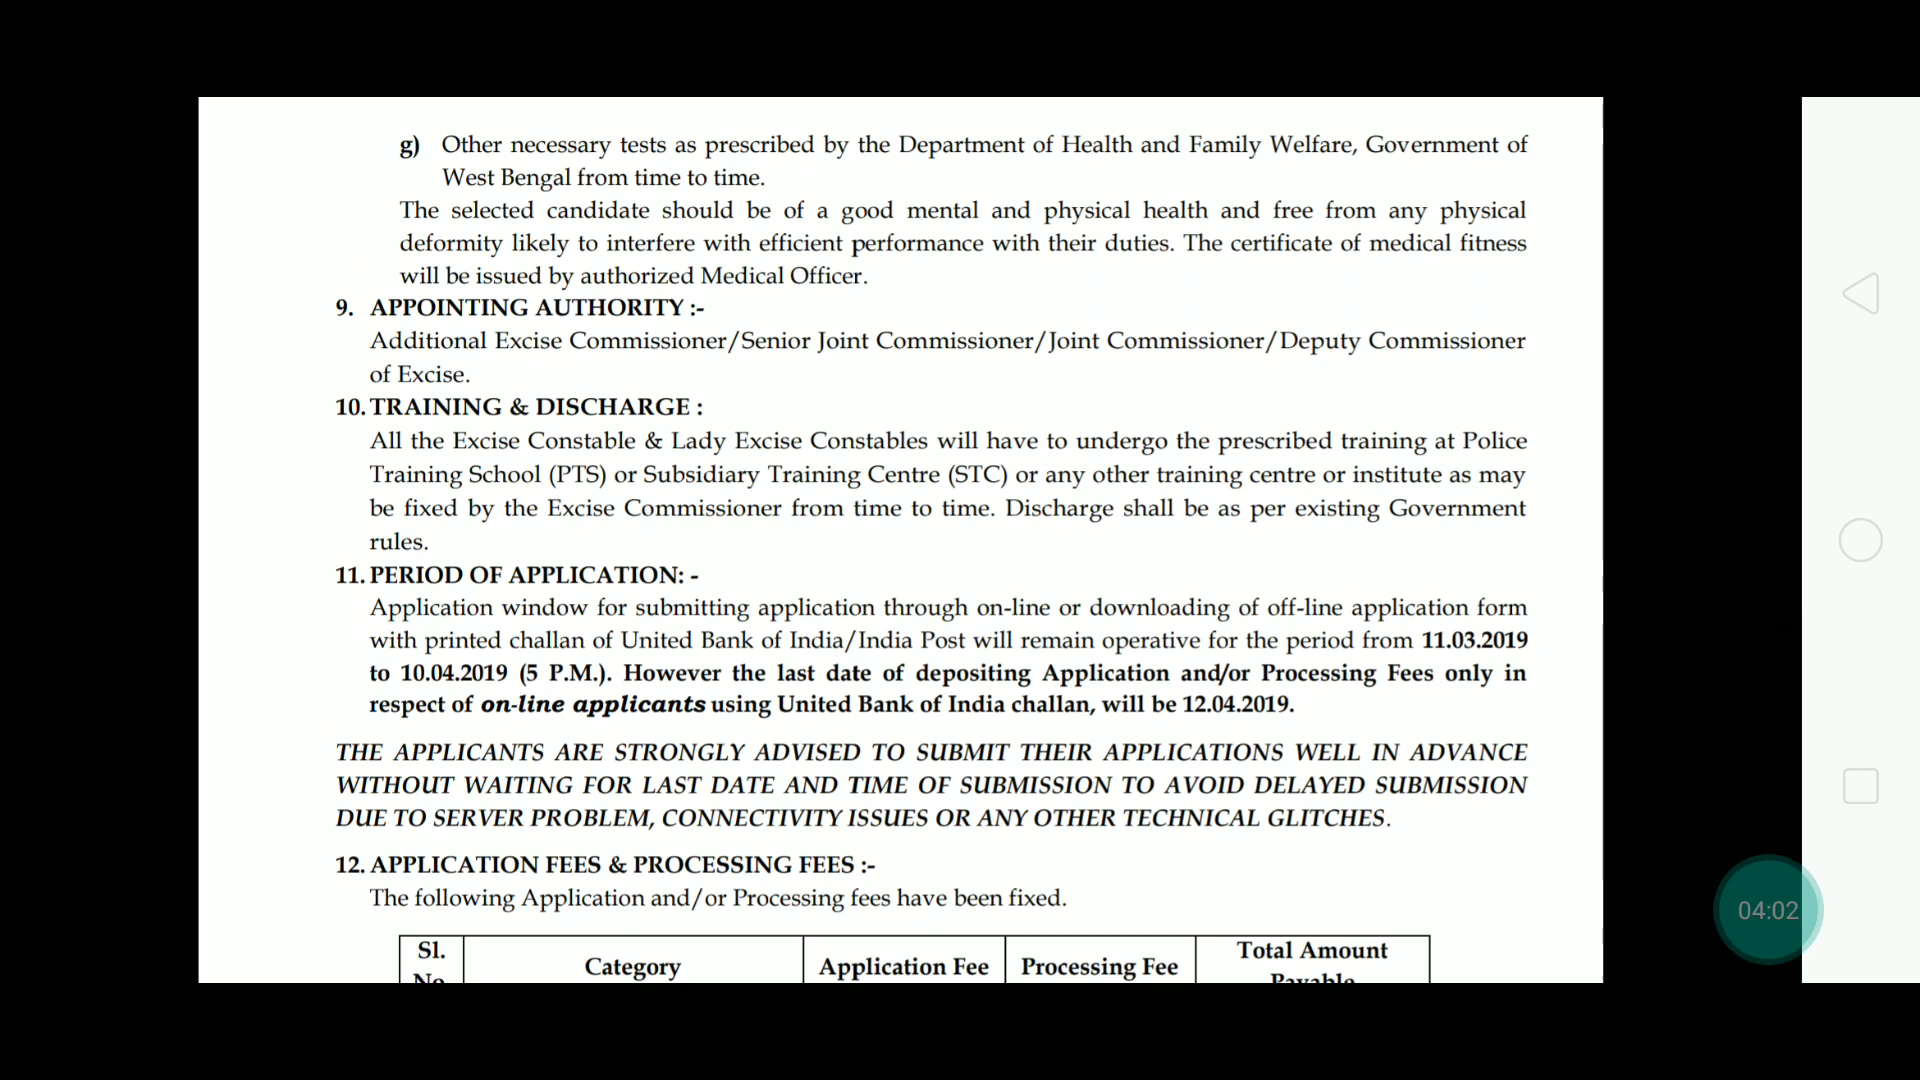 g) Other necessary tests as prescribed by the Department of Health and Family Welfare, Government of
West Bengal from time to time.
The selected candidate should be of a good mental and physical health and free from any physical
deformity likely to interfere with efficient performance with their duties. The certificate of medical fitness
will be issued by authorized Medical Officer.
9. APPOINTING AUTHORITY :-
Additional Excise Commissioner/Senior Joint Commissioner/Joint Commissioner/Deputy Commissioner
of Excise.
10. TRAINING & DISCHARGE :
All the Excise Constable & Lady Excise Constables will have to undergo the prescribed training at Police
Training School (PTS) or Subsidiary Training Centre (STC) or any other training centre or institute as may
be fixed by the Excise Commissioner from time to time. Discharge shall be as per existing Government
rules.
11. PERIOD OF APPLICATION: -
Application window for submitting application through on-line or downloading of off-line application form
with printed challan of United Bank of India/India Post will remain operative for the period from 11.03.2019
to 10.04.2019 (5 P.M.). However the last date of depositing Application and/or Processing Fees only in
respect of on-line applicants using United Bank of India challan, will be 12.04.2019.
THE APPLICANTS ARE STRONGLY ADVISED TO SUBMIT THEIR APPLICATIONS WELL IN ADVANCE
WITHOUT WAITING FOR LAST DATE AND TIME OF SUBMISSION TO AVOID DELAYED SUBMISSION
DUE TO SERVER PROBLEM, CONNECTIVITY ISSUES OR ANY OTHER TECHNICAL GLITCHES.
12. APPLICATION FEES & PROCESSING FEES :-
The following Application and/or Processing fees have been fixed.
Sl. No Category Application Fee Processing Fee Total Amount Payable
04:02